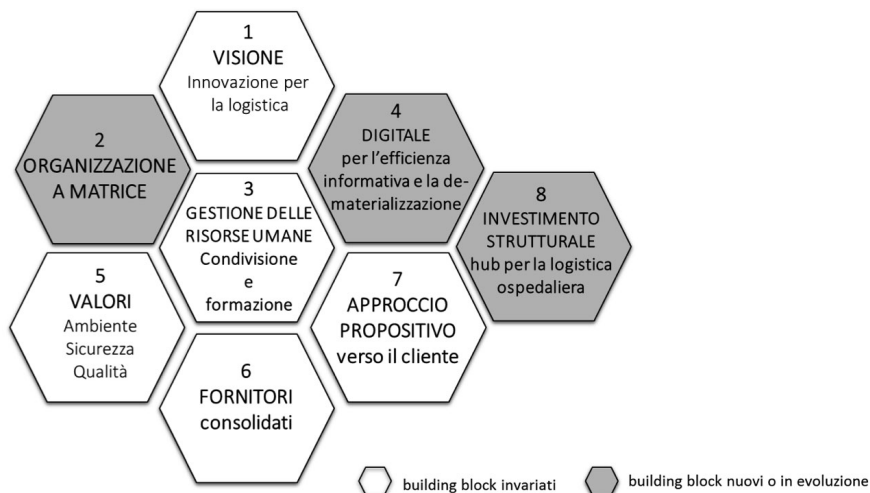 1
VISIONE
Innovazione per
la logistica
2
ORGANIZZAZIONE
A MATRICE
3
GESTIONE DELLE
RISORSE UMANE
Condivisione
e
formazione
4
DIGITALE
per l'efficienza
informativa e la de-
materializzazione
5
VALORI
Ambiente
Sicurezza
Qualità
6
FORNITORI
consolidati
7
APPROCCIO
PROPOSITIVO
verso il cliente
8
INVESTIMENTO
STRUTTURALE
hub per la logistica
ospedaliera
building block invariati
building block nuovi o in evoluzione